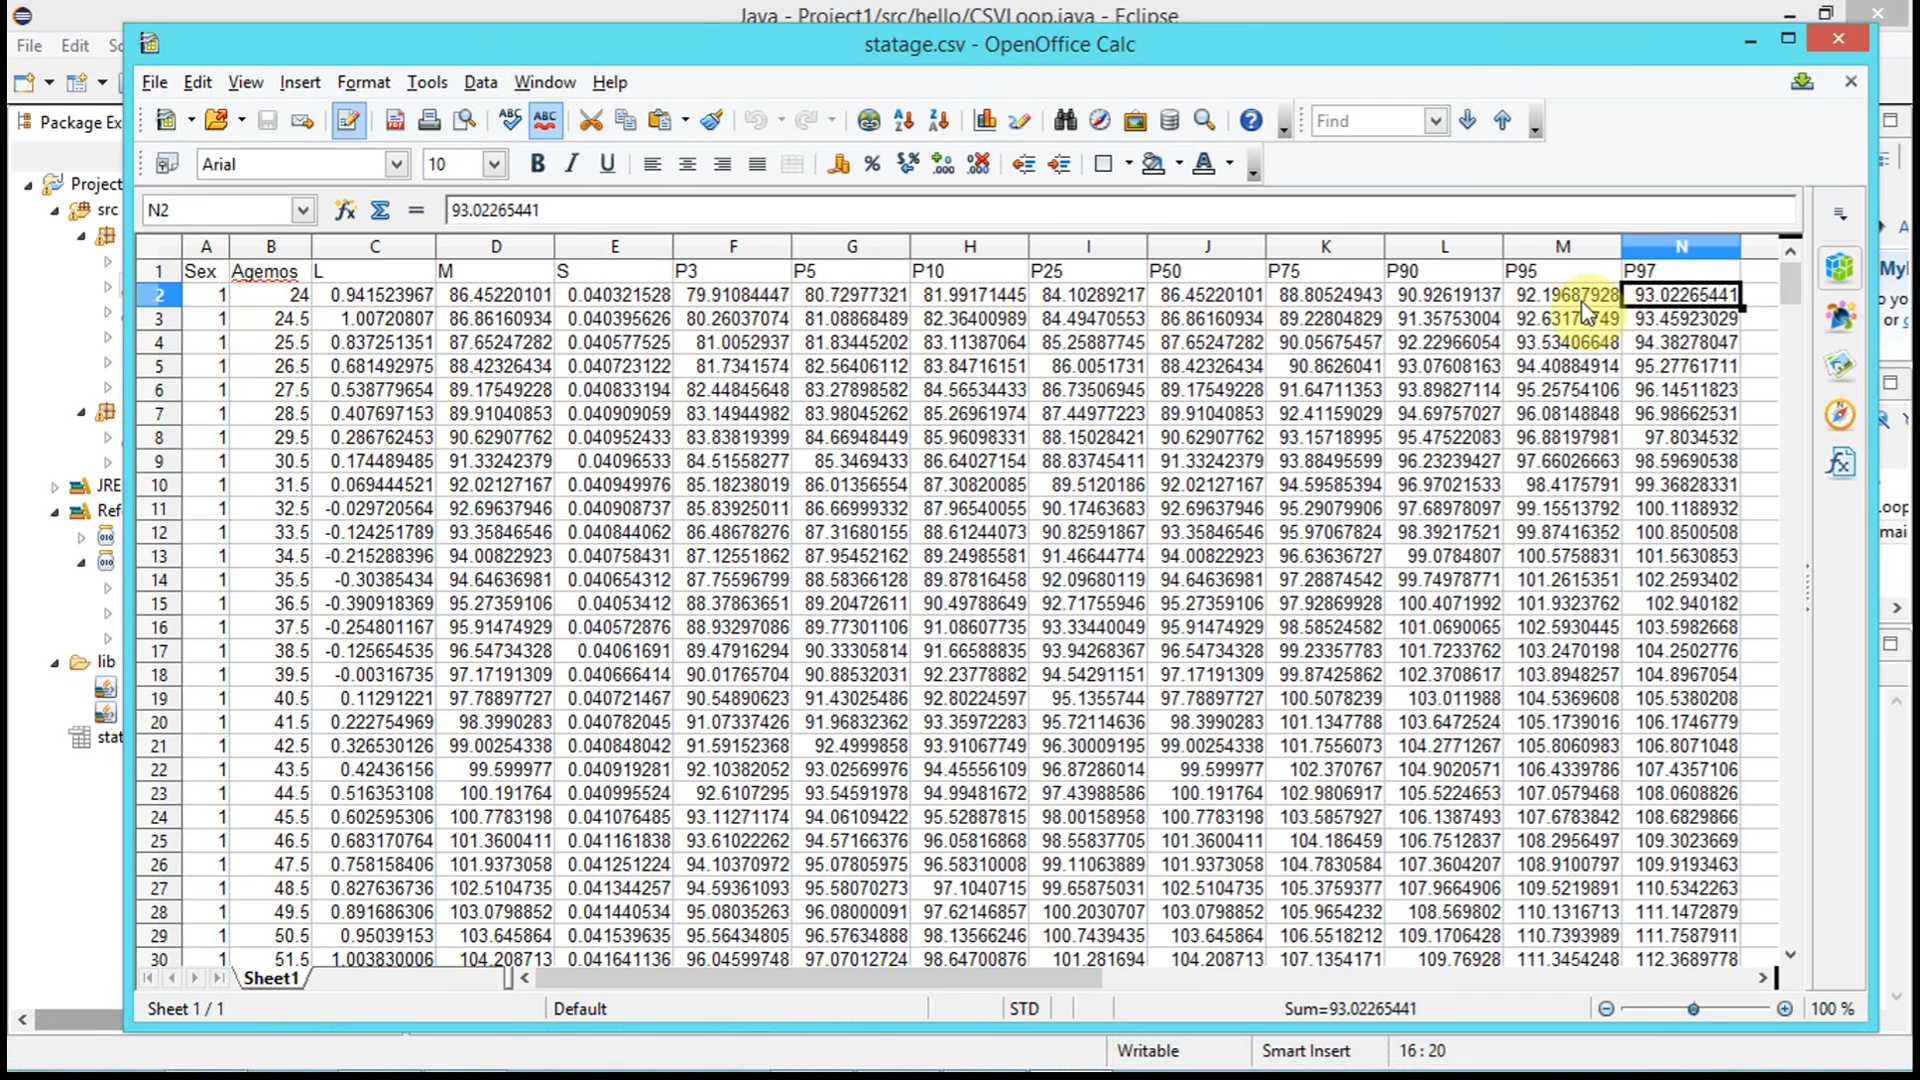 Java - Project1/src/hello/CSVLoop.java - Eclipse
File Edit So
statage.csv - OpenOffice Calc
File Edit View Insert Format Tools Data Window Help
Find
Arial 10
N2 93.02265441
Package Ex
Project
src
JRE
Ref
lib
stat
A B C D E F G H I J K L M N
1 Sex Agemos L M S P3 P5 P10 P25 P50 P75 P90 P95 P97
2 1 24 0.941523967 86.45220101 0.040321528 79.91084447 80.72977321 81.99171445 84.10289217 86.45220101 88.80524943 90.92619137 92.19687928 93.02265441
3 1 24.5 1.00720807 86.86160934 0.040395626 80.26037074 81.08868489 82.36400989 84.49470553 86.86160934 89.22804829 91.35753004 93.45923029
4 1 25.5 0.837251351 87.65247282 0.040577525 81.0052937 81.83445202 83.11387064 85.25887745 87.65247282 90.05675457 92.22966054 93.53406648 94.38278047
5 1 26.5 0.681492975 88.42326434 0.040723122 81.7341574 82.56406112 83.84716151 86.0051731 88.42326434 90.8626041 93.07608163 94.40884914 95.27761711
6 1 27.5 0.538779654 89.17549228 0.040833194 82.44845648 83.27898582 84.56534433 86.73506945 89.17549228 91.64711353 93.89827114 95.25754106 96.14511823
7 1 28.5 0.407697153 89.91040853 0.040909059 83.14944982 83.98045262 85.26961974 87.44977223 89.91040853 92.41159029 94.69757027 96.08148848 96.98662531
8 1 29.5 0.286762453 90.62907762 0.040952433 83.83819399 84.66948449 85.96098331 88.15028421 90.62907762 93.15718995 95.47522083 96.88197981 97.8034532
9 1 30.5 0.174489485 91.33242379 0.04096533 84.51558277 85.3469433 86.64027154 88.83745411 91.33242379 93.88495599 96.23239427 97.66026663 98.59690538
10 1 31.5 0.069444521 92.02127167 0.040949976 85.18238019 86.01356554 87.30820085 89.5120186 92.02127167 94.59585394 96.97021533 98.4175791 99.36828331
11 1 32.5 -0.029720564 92.69637946 0.040908737 85.83925011 86.66999332 87.96540055 90.17463683 92.69637946 95.29079906 97.68978097 99.15513792 100.1188932
12 1 33.5 -0.124251789 93.35846546 0.040844062 86.48678276 87.31680155 88.61244073 90.82591867 93.35846546 95.97067824 98.39217521 99.87416352 100.8500508
13 1 34.5 -0.215288396 94.00822923 0.040758431 87.12551862 87.95452162 89.24985581 91.46644774 94.00822923 96.63636727 99.0784807 100.5758831 101.5630853
14 1 35.5 -0.30385434 94.64636981 0.040654312 87.75596799 88.58366128 89.87816458 92.09680119 94.64636981 97.28874542 99.74978771 101.2615351 102.2593402
15 1 36.5 -0.390918369 95.27359106 0.04053412 88.37863651 89.20472611 90.49788649 92.71755946 95.27359106 97.92869928 100.4071992 101.9323762 102.940182
16 1 37.5 -0.254801167 95.91474929 0.040572876 88.93297086 89.77301106 91.08607735 93.33440049 95.91474929 98.58524582 101.0690065 102.5930445 103.5982668
17 1 38.5 -0.125654535 96.54734328 0.04061691 89.47916294 90.33305814 91.66588835 93.94268367 96.54734328 99.23357783 101.7233762 103.2470198 104.2502776
18 1 39.5 -0.00316735 97.17191309 0.040666414 90.01765704 90.88532031 92.23778882 94.54291151 97.17191309 99.87425862 102.3708617 103.8948257 104.8967054
19 1 40.5 0.11291221 97.78897727 0.040721467 90.54890623 91.43025486 92.80224597 95.1355744 97.78897727 100.5078239 103.011988 104.5369608 105.5380208
20 1 41.5 0.222754969 98.3990283 0.040782045 91.07337426 91.96832362 93.35972283 95.72114636 98.3990283 101.1347788 103.6472524 105.1739016 106.1746779
21 1 42.5 0.326530126 99.00254338 0.040848042 91.59152368 92.4999858 93.91067749 96.30009195 99.00254338 101.7556073 104.2771267 105.8060983 106.8071048
22 1 43.5 0.42436156 99.599977 0.040919281 92.10382052 93.02569976 94.45556109 96.87286014 99.599977 102.370767 104.9020571 106.4339786 107.4357106
23 1 44.5 0.516353108 100.191764 0.040995524 92.6107295 93.54591978 94.99481672 97.43988586 100.191764 102.9806917 105.5224653 107.0579468 108.0608826
24 1 45.5 0.602595306 100.7783198 0.041076485 93.11271174 94.06109422 95.52887815 98.00158958 100.7783198 103.5857927 106.1387493 107.6783842 108.6829866
25 1 46.5 0.683170764 101.3600411 0.041161838 93.61022262 94.57166376 96.05816868 98.55837705 101.3600411 104.186459 106.7512837 108.2956497 109.3023669
26 1 47.5 0.758158406 101.9373058 0.041251224 94.10370972 95.07805975 96.58310008 99.11063889 101.9373058 104.7830584 107.3604207 108.9100797 109.9193463
27 1 48.5 0.827636736 102.5104735 0.041344257 94.59361093 95.58070273 97.1040715 99.65875031 102.5104735 105.3759377 107.9664906 109.5219891 110.5342263
28 1 49.5 0.891686306 103.0798852 0.041440534 95.08035263 96.08000091 97.62146857 100.2030707 103.0798852 105.9654232 108.569802 110.1316713 111.1472879
29 1 50.5 0.95039153 103.645864 0.041539635 95.56434805 96.57634888 98.13566246 100.7439435 103.645864 106.5518212 109.1706428 110.7393989 111.7587911
30 1 51.5 1.003830006 104.208713 0.041641136 96.04599748 97.07012724 98.64700876 101.281694 104.208713 107.1354171 109.76928 111.3454248 112.3689778
Sheet1
Sheet 1 / 1 Default STD Sum=93.02265441 100 %
Writable Smart Insert 16 : 20